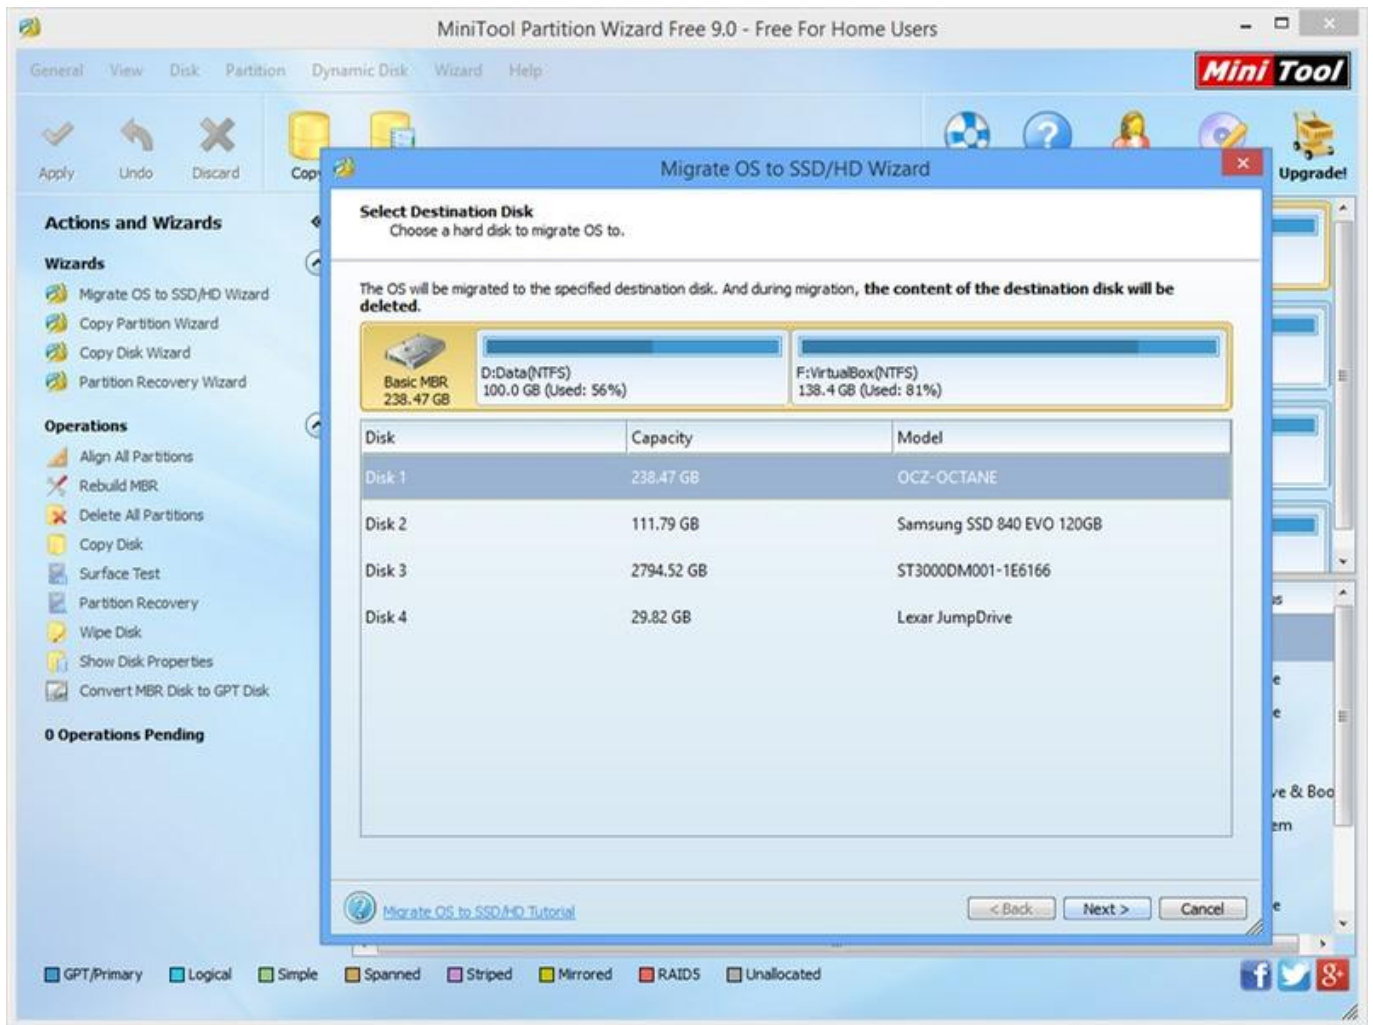 MiniTool Partition Wizard Free 9.0 - Free For Home Users
General View Disk Partition Dynamic Disk Wizard Help
Mini Tool
Apply Undo Discard
Upgrade!
Migrate OS to SSD/HD Wizard
Actions and Wizards
Wizards
Migrate OS to SSD/HD Wizard
Copy Partition Wizard
Copy Disk Wizard
Partition Recovery Wizard
Operations
Align All Partitions
Rebuild MBR
Delete All Partitions
Copy Disk
Surface Test
Partition Recovery
Wipe Disk
Show Disk Properties
Convert MBR Disk to GPT Disk
0 Operations Pending
Select Destination Disk
Choose a hard disk to migrate OS to.
The OS will be migrated to the specified destination disk. And during migration, the content of the destination disk will be
deleted.
Basic MBR
238.47 GB
D:Data(NTFS)
100.0 GB (Used: 56%)
F:VirtualBox(NTFS)
138.4 GB (Used: 81%)
Disk Capacity Model
Disk 1 238.47 GB OCZ-OCTANE
Disk 2 111.79 GB Samsung SSD 840 EVO 120GB
Disk 3 2794.52 GB ST3000DM001-1E6166
Disk 4 29.82 GB Lexar JumpDrive
Migrate OS to SSD/HD Tutorial
< Back Next > Cancel
GPT/Primary Logical Simple Spanned Striped Mirrored RAID5 Unallocated